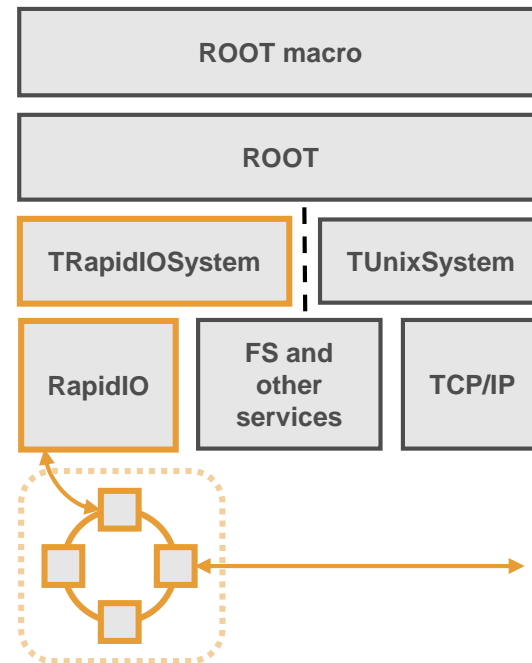 ROOT macro
ROOT
TRapidIOSystem
TUnixSystem
RapidIO
FS and
other
services
TCP/IP